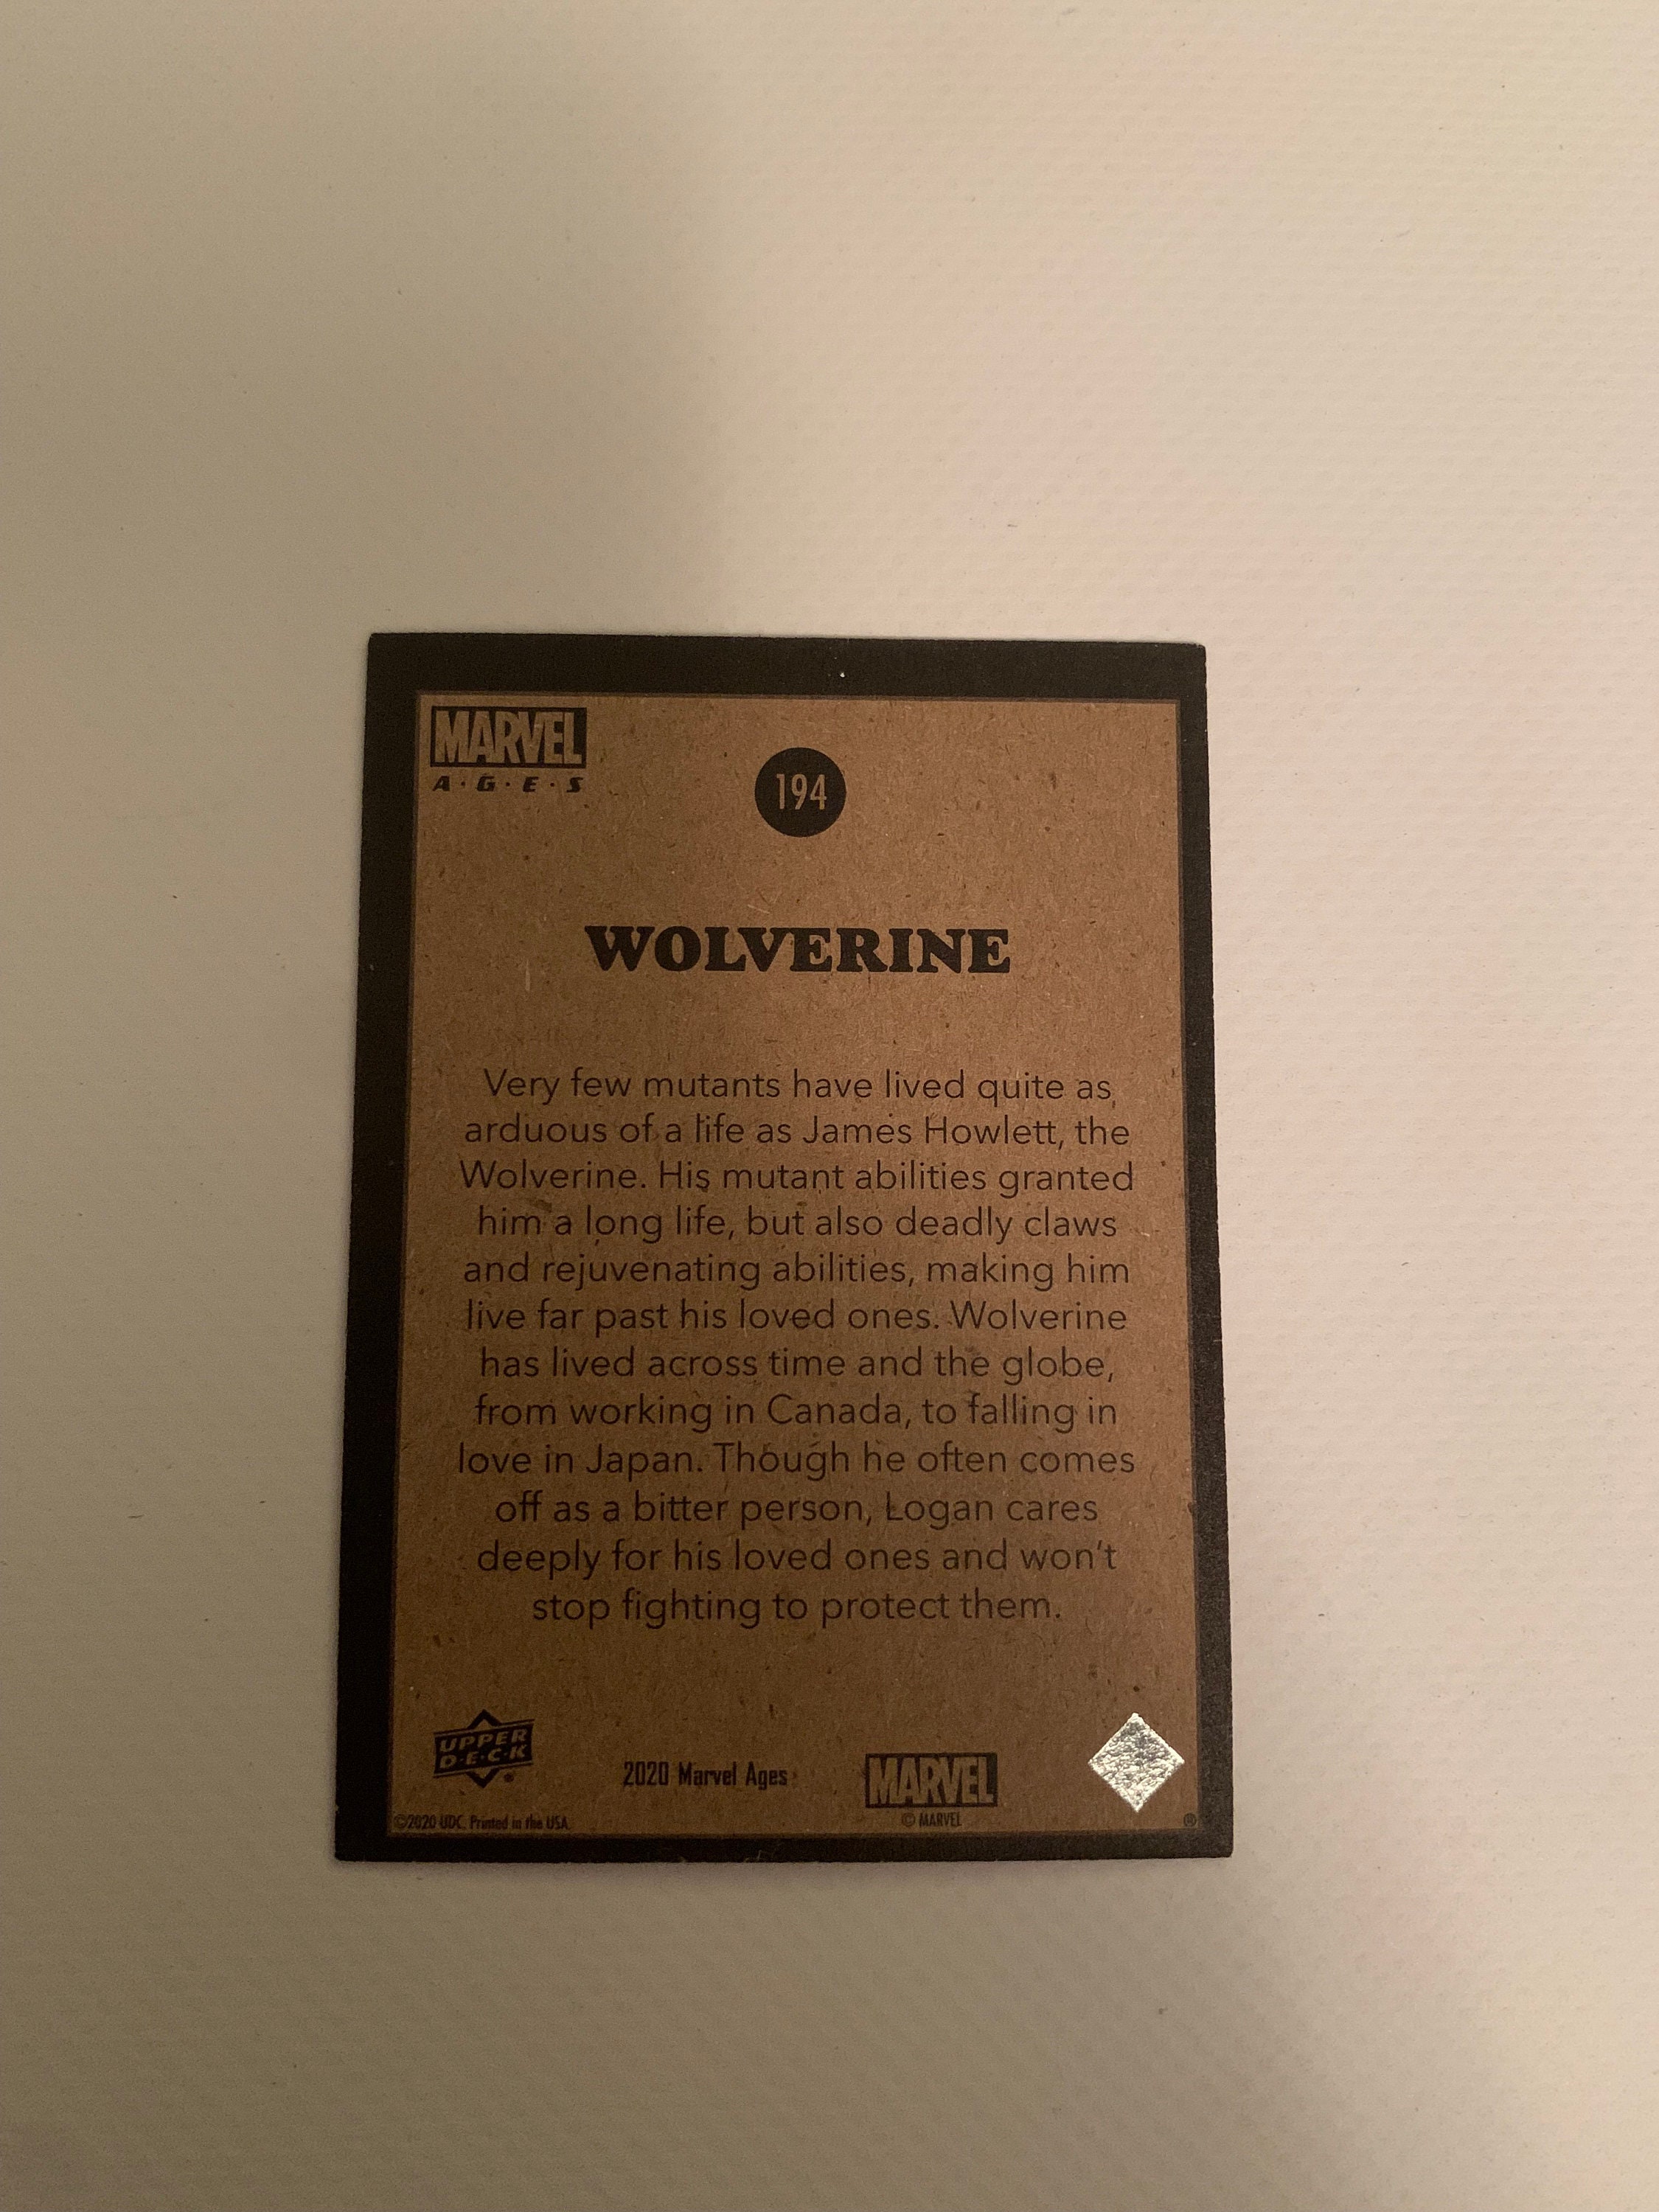 MARVEL
A·G·E·S
194
WOLVERINE
Very few mutants have lived quite as
arduous of a life as James Howlett, the
Wolverine. His mutant abilities granted
him a long life, but also deadly claws
and rejuvenating abilities, making him
live far past his loved ones. Wolverine
has lived across time and the globe,
from working in Canada, to falling in
love in Japan. Though he often comes
off as a bitter person, Logan cares
deeply for his loved ones and won't
stop fighting to protect them.
UPPER
D·E·C·K
2020 Marvel Ages
MARVEL
©2020 UDC. Printed in the USA.
© MARVEL
®